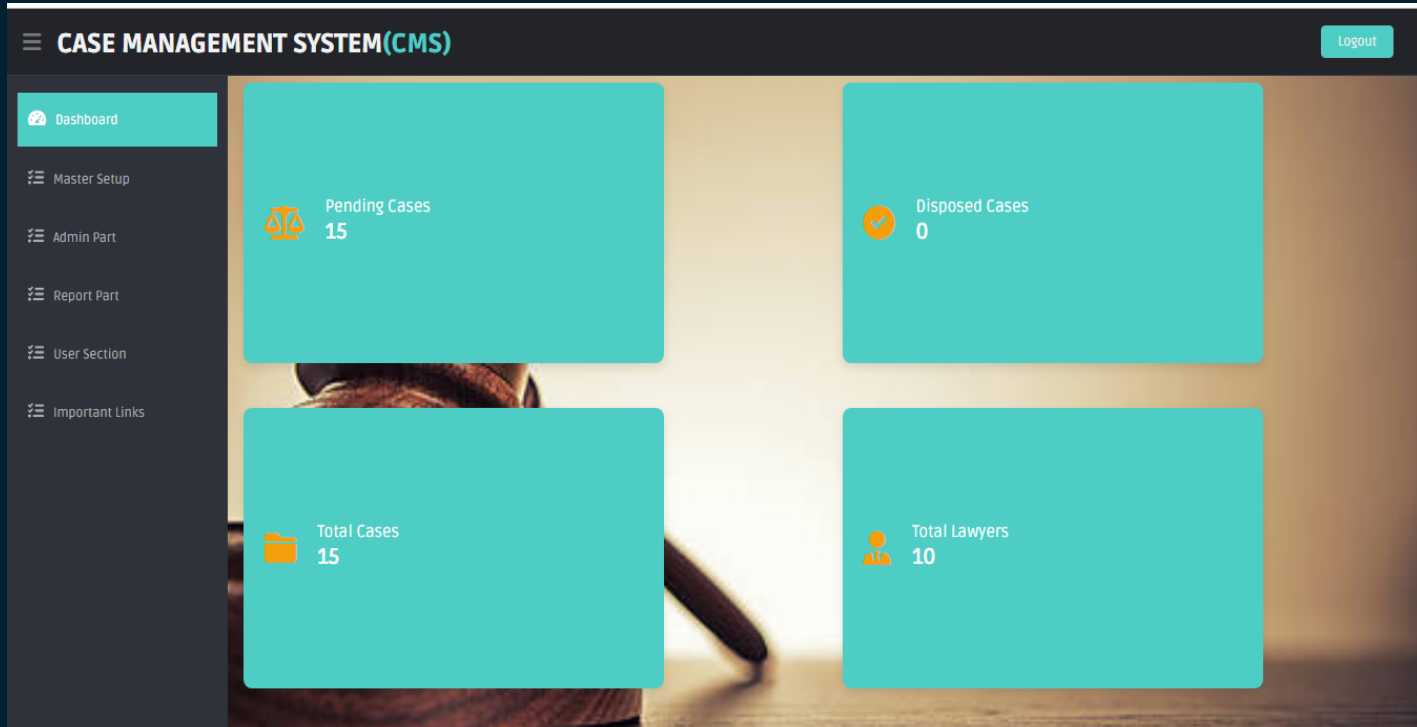 CASE MANAGEMENT SYSTEM(CMS)
Logout
Dashboard
Master Setup
Admin Part
Report Part
User Section
Important Links
Pending Cases
15
Disposed Cases
0
Total Cases
15
Total Lawyers
10